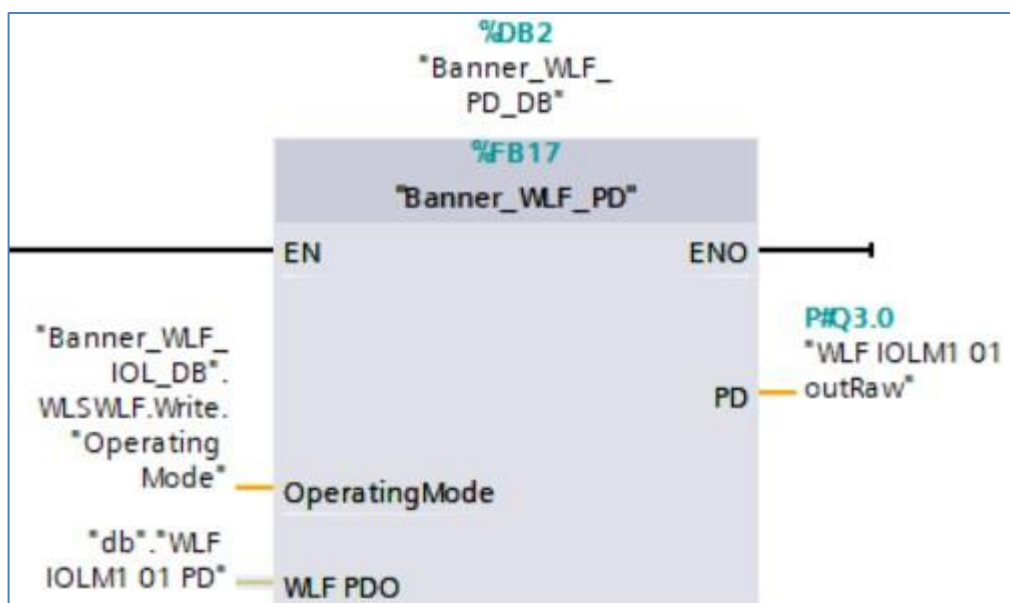 %DB2
"Banner_WLF_
PD_DB"
%FB17
"Banner_WLF_PD"
EN
ENO
"Banner_WLF_
IOL_DB".
WLSWLF.Write.
"Operating
Mode"
OperatingMode
P#Q3.0
"WLF IOLM1 01
outRaw"
PD
"db"."WLF
IOLM1 01 PD"
WLF PDO